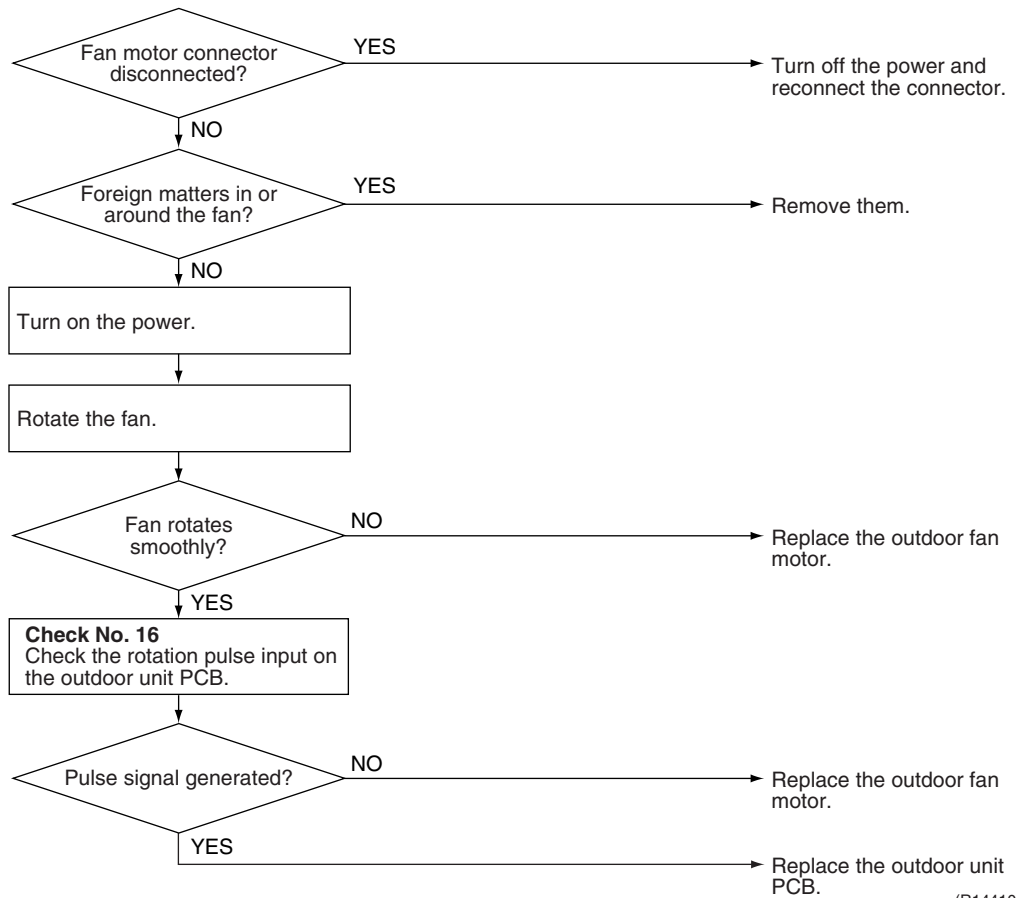 Fan motor connector
disconnected?
YES
Turn off the power and
reconnect the connector.
NO
Foreign matters in or
around the fan?
YES
Remove them.
NO
Turn on the power.
Rotate the fan.
Fan rotates
smoothly?
NO
Replace the outdoor fan
motor.
YES
Check No. 16
Check the rotation pulse input on
the outdoor unit PCB.
Pulse signal generated?
NO
Replace the outdoor fan
motor.
YES
Replace the outdoor unit
PCB.